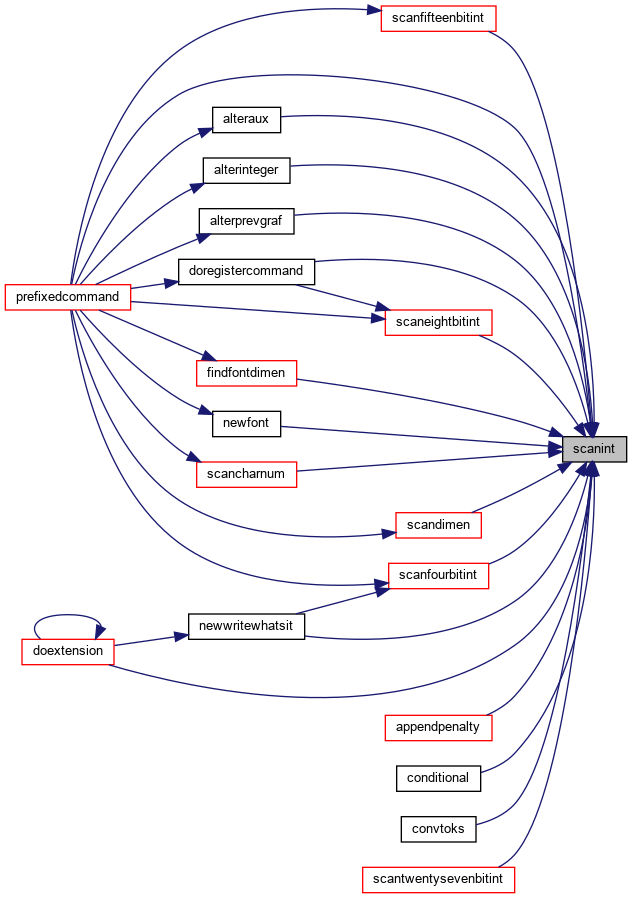 scanfifteenbitint
alteraux
alterinteger
alterprevgraf
doregistercommand
prefixedcommand
scaneightbitint
findfontdimen
newfont
scanint
scancharnum
scandimen
scanfourbitint
newwritewhatsit
doextension
appendpenalty
conditional
convtoks
scantwentysevenbitint